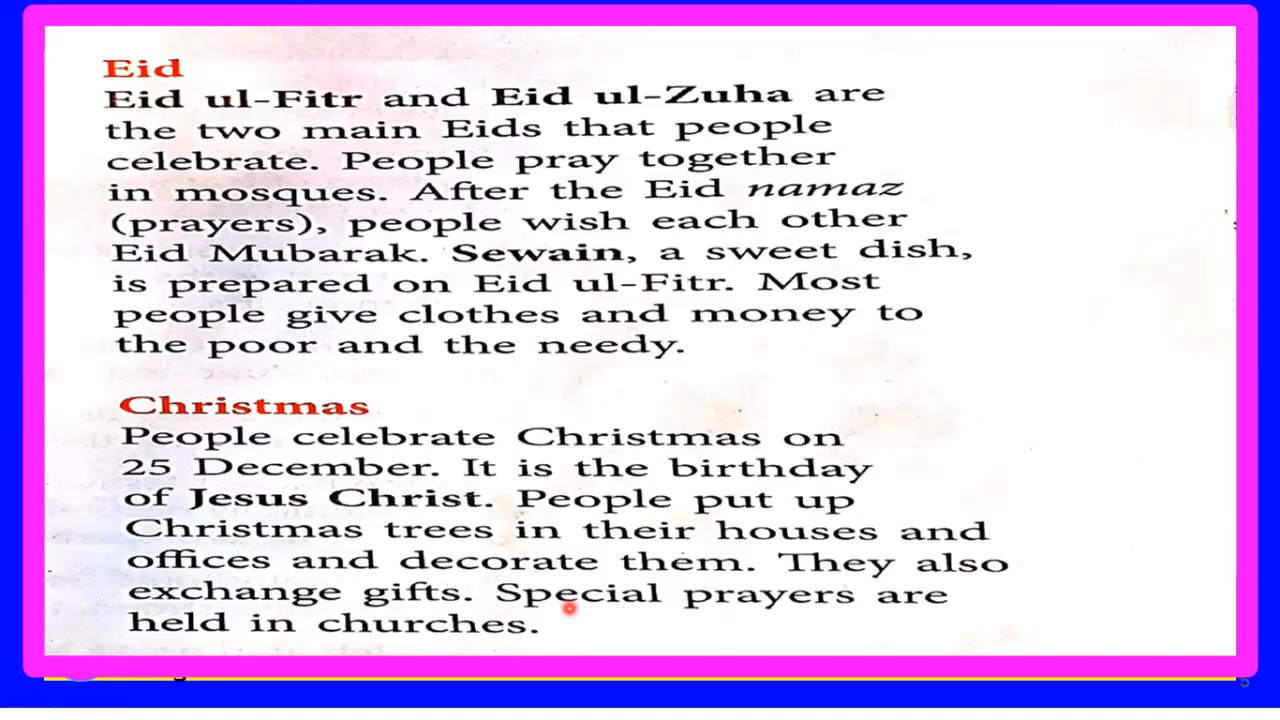 Eid
Eid ul-Fitr and Eid ul-Zuha are
the two main Eids that people
celebrate. People pray together
in mosques. After the Eid namaz
(prayers), people wish each other
Eid Mubarak. Sewain, a sweet dish,
is prepared on Eid ul-Fitr. Most
people give clothes and money to
the poor and the needy.
Christmas
People celebrate Christmas on
25 December. It is the birthday
of Jesus Christ. People put up
Christmas trees in their houses and
offices and decorate them. They also
exchange gifts. Special prayers are
held in churches.
5